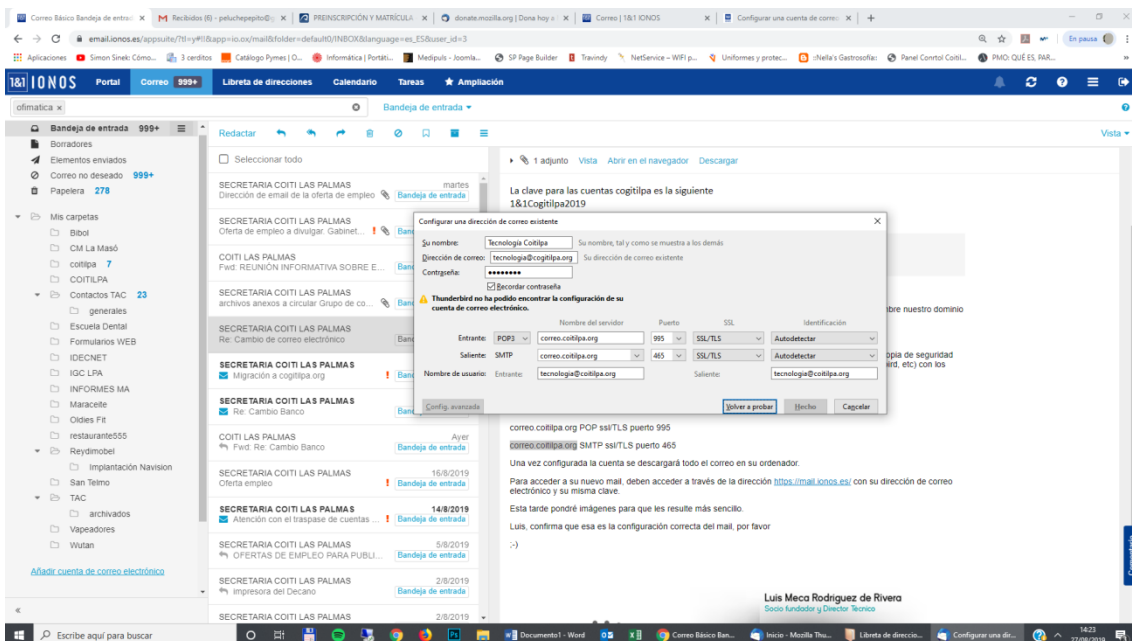 Correo Básico Bandeja de entrad
Recibidos (6) - peluchepepito@g
PREINSCRIPCIÓN Y MATRÍCULA
donate.mozilla.org | Dona hoy a
Correo | 1&1 IONOS
Configurar una cuenta de correo
email.ionos.es/appsuite/?tl=y#!!&app=io.ox/mail&folder=default0/INBOX&language=es_ES&user_id=3
En pausa
Aplicaciones
Simon Sinek: Cómo...
3 cerditos
Catálogo Pymes | O...
Informática | Portáti...
Medipuls - Joomla...
SP Page Builder
Travindy
NetService – WIFI p...
Uniformes y protec...
::Nella's Gastrosofía::
Panel Conrtol Coitil...
PMO: QUÉ ES, PAR...
1&1 IONOS
Portal
Correo 999+
Libreta de direcciones
Calendario
Tareas
Ampliación
ofimatica
Bandeja de entrada
Bandeja de entrada 999+
Borradores
Elementos enviados
Correo no deseado 999+
Papelera 278
Mis carpetas
Bibol
CM La Masó
coitilpa 7
COITILPA
Contactos TAC 23
generales
Escuela Dental
Formularios WEB
IDECNET
IGC LPA
INFORMES MA
Maraceite
Oldies Fit
restaurante555
Reydimobel
Implantación Navision
San Telmo
TAC
archivados
Vapeadores
Wutan
Añadir cuenta de correo electrónico
Redactar
Vista
Seleccionar todo
SECRETARIA COITI LAS PALMAS martes
Dirección de email de la oferta de empleo Bandeja de entrada
SECRETARIA COITI LAS PALMAS
Oferta de empleo a divulgar. Gabinet... Ban
COITI LAS PALMAS
Fwd: REUNIÓN INFORMATIVA SOBRE E... Ban
SECRETARIA COITI LAS PALMAS
archivos anexos a circular Grupo de co... Ban
SECRETARIA COITI LAS PALMAS
Re: Cambio de correo electrónico Ban
SECRETARIA COITI LAS PALMAS
Migración a cogitilpa.org Ban
SECRETARIA COITI LAS PALMAS
Re: Cambio Banco Ban
COITI LAS PALMAS Ayer
Fwd: Re: Cambio Banco Bandeja de entrada
SECRETARIA COITI LAS PALMAS 16/8/2019
Oferta empleo Bandeja de entrada
SECRETARIA COITI LAS PALMAS 14/8/2019
Atención con el traspase de cuentas ... Bandeja de entrada
SECRETARIA COITI LAS PALMAS 5/8/2019
OFERTAS DE EMPLEO PARA PUBLI... Bandeja de entrada
SECRETARIA COITI LAS PALMAS 2/8/2019
impresora del Decano Bandeja de entrada
SECRETARIA COITI LAS PALMAS 2/8/2019
1 adjunto Vista Abrir en el navegador Descargar
La clave para las cuentas cogitilpa es la siguiente
1&1Cogitilpa2019
Configurar una dirección de correo existente
Su nombre: Tecnología Coitilpa Su nombre, tal y como se muestra a los demás
Dirección de correo: tecnologia@cogitilpa.org Su dirección de correo existente
Contraseña: ••••••••
Recordar contraseña
Thunderbird no ha podido encontrar la configuración de su
cuenta de correo electrónico.
Nombre del servidor Puerto SSL Identificación
Entrante: POP3 correo.coitilpa.org 995 SSL/TLS Autodetectar
Saliente: SMTP correo.coitilpa.org 465 SSL/TLS Autodetectar
Nombre de usuario: Entrante: tecnologia@coitilpa.org Saliente: tecnologia@coitilpa.org
Config. avanzada Volver a probar Hecho Cancelar
bre nuestro dominio
opia de seguridad
ird, etc) con los
correo.coitilpa.org POP ssl/TLS puerto 995
correo.coitilpa.org SMTP ssl/TLS puerto 465
Una vez configurada la cuenta se descargará todo el correo en su ordenador.
Para acceder a su nuevo mail, deben acceder a través de la dirección https://mail.ionos.es/ con su dirección de correo
electrónico y su misma clave.
Esta tarde pondré imágenes para que les resulte más sencillo.
Luis, confirma que esa es la configuración correcta del mail, por favor
;-)
Luis Meca Rodriguez de Rivera
Socio fundador y Director Técnico
Comentario
Escribe aquí para buscar
Documento1 - Word
Correo Básico Ban...
Inicio - Mozilla Thu...
Libreta de direccio...
Configurar una dir...
14:23
27/08/2019